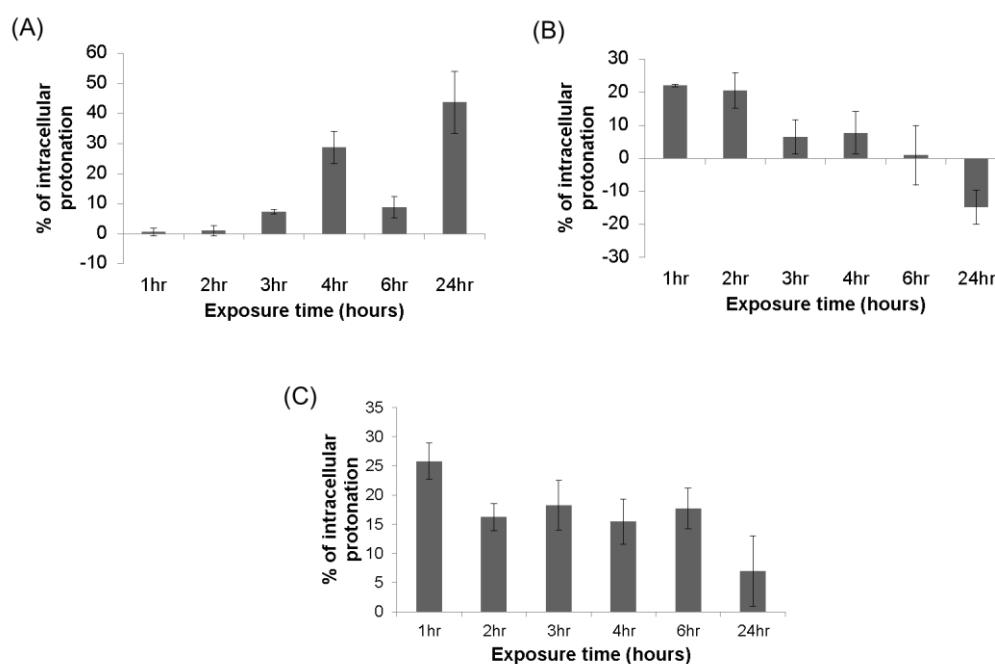 (A)
% of intracellular
protonation
60
50
40
30
20
10
0
-10
1hr 2hr 3hr 4hr 6hr 24hr
Exposure time (hours)
(B)
% of intracellular
protonation
30
20
10
0
-10
-20
-30
1hr 2hr 3hr 4hr 6hr 24hr
Exposure time (hours)
(C)
% of intracellular
protonation
35
30
25
20
15
10
5
0
1hr 2hr 3hr 4hr 6hr 24hr
Exposure time (hours)